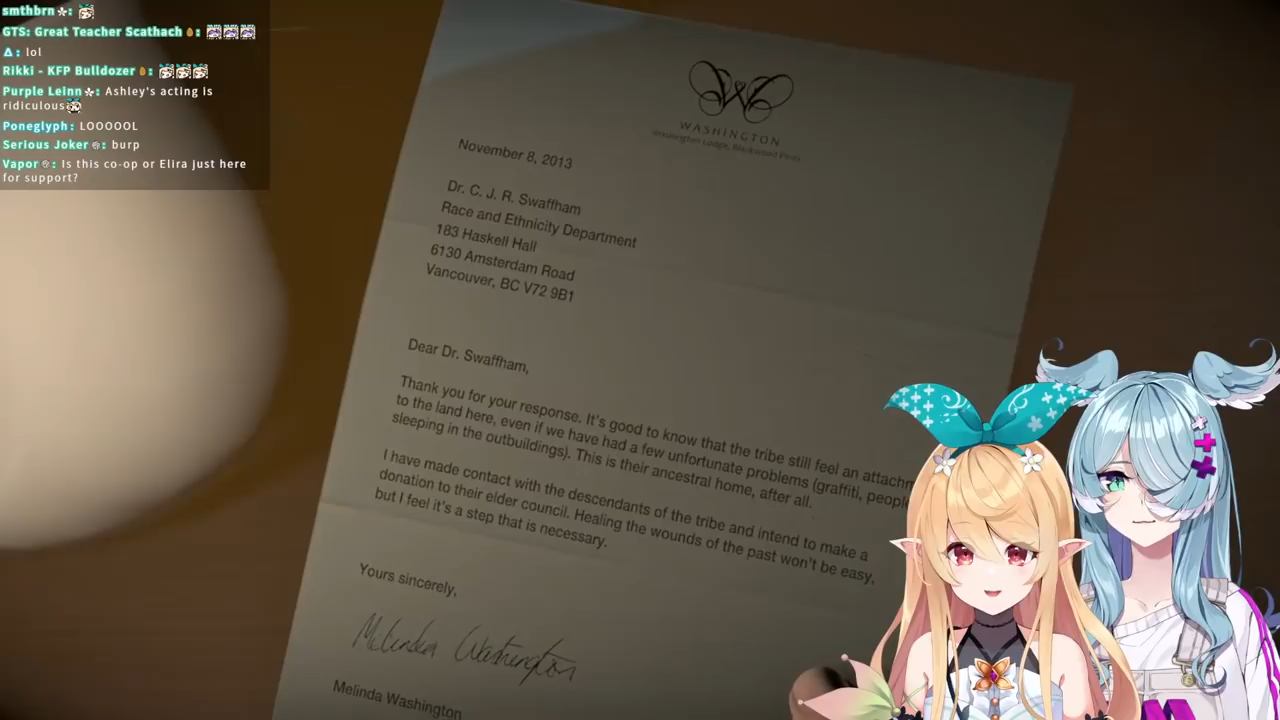 smthbrn:
GTS: Great Teacher Scathach:
Δ: lol
Rikki - KFP Bulldozer:
Purple Leinn: Ashley's acting is
ridiculous
Poneglyph: LOOOOOL
Serious Joker: burp
Vapor: Is this co-op or Elira just here
for support?
W
WASHINGTON
Washington Lodge, Blackwood Pines
November 8, 2013
Dr. C. J. R. Swaffham
Race and Ethnicity Department
183 Haskell Hall
6130 Amsterdam Road
Vancouver, BC V72 9B1
Dear Dr. Swaffham,
Thank you for your response. It's good to know that the tribe still feel an attachm
to the land here, even if we have had a few unfortunate problems (graffiti, people
sleeping in the outbuildings). This is their ancestral home, after all.
I have made contact with the descendants of the tribe and intend to make a
donation to their elder council. Healing the wounds of the past won't be easy,
but I feel it's a step that is necessary.
Yours sincerely,
Melinda Washington
Melinda Washington